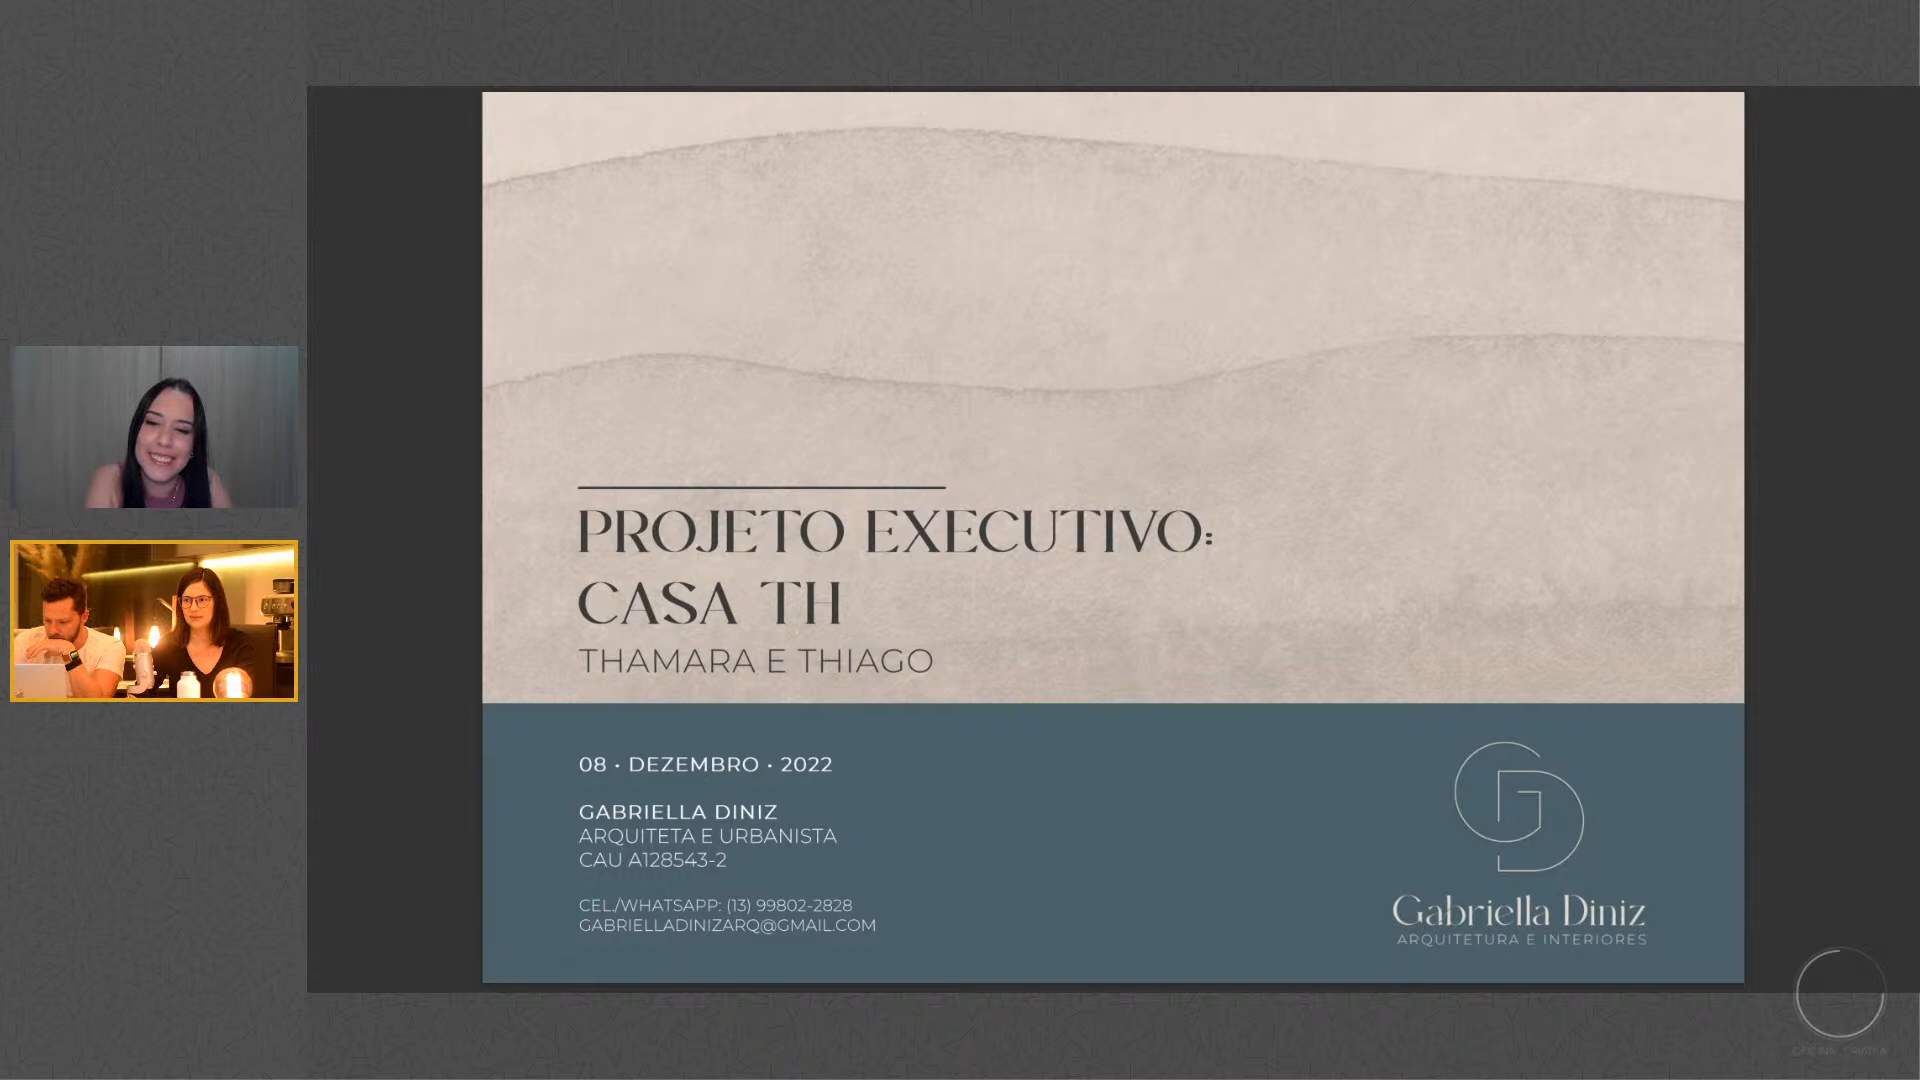 PROJETO EXECUTIVO:
CASA TH
THAMARA E THIAGO
08 • DEZEMBRO • 2022
GABRIELLA DINIZ
ARQUITETA E URBANISTA
CAU A128543-2
CEL./WHATSAPP: (13) 99802-2828
GABRIELLADINIZARQ@GMAIL.COM
GD
Gabriella Diniz
ARQUITETURA E INTERIORES